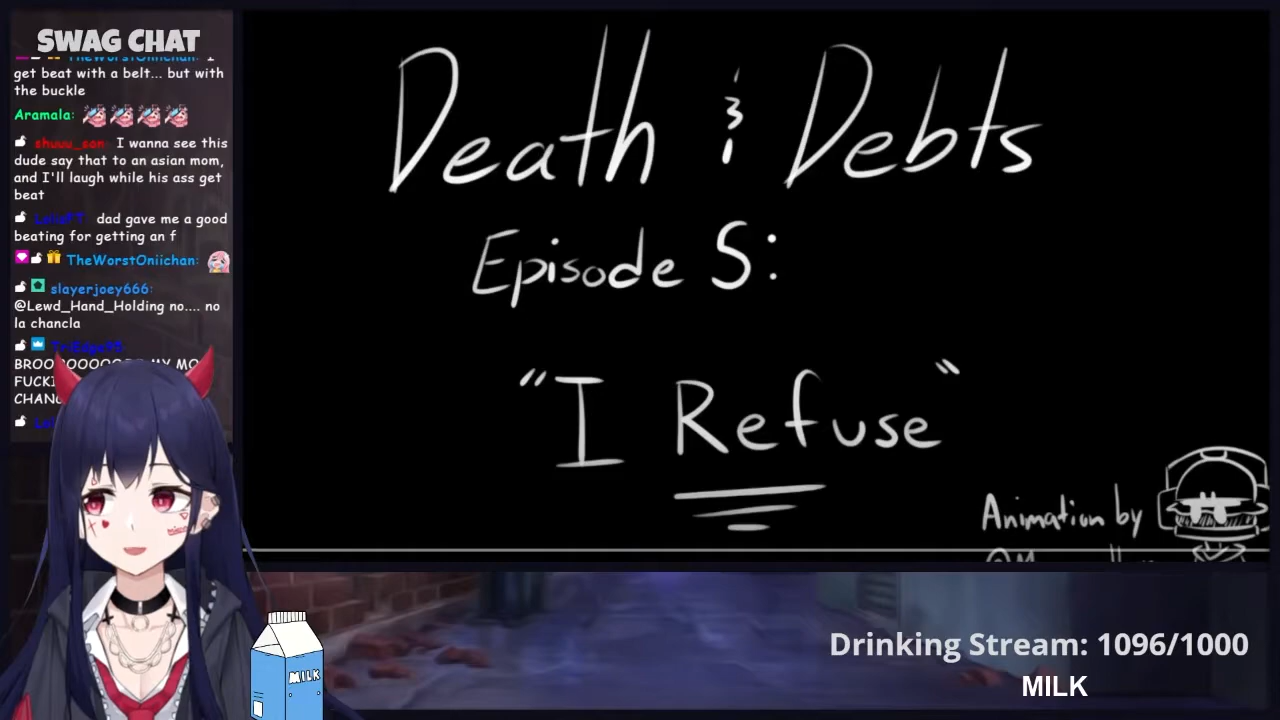 SWAG CHAT
TheWorstOniichan: I
get beat with a belt... but with
the buckle
Aramala:
shuuu_san: I wanna see this
dude say that to an asian mom,
and I'll laugh while his ass get
beat
dad gave me a good
beating for getting an f
TheWorstOniichan:
slayerjoey666:
@Lewd_Hand_Holding no.... no
la chancla
Death & Debts
Episode 5:
"I Refuse"
Animation by
MILK
Drinking Stream: 1096/1000
MILK